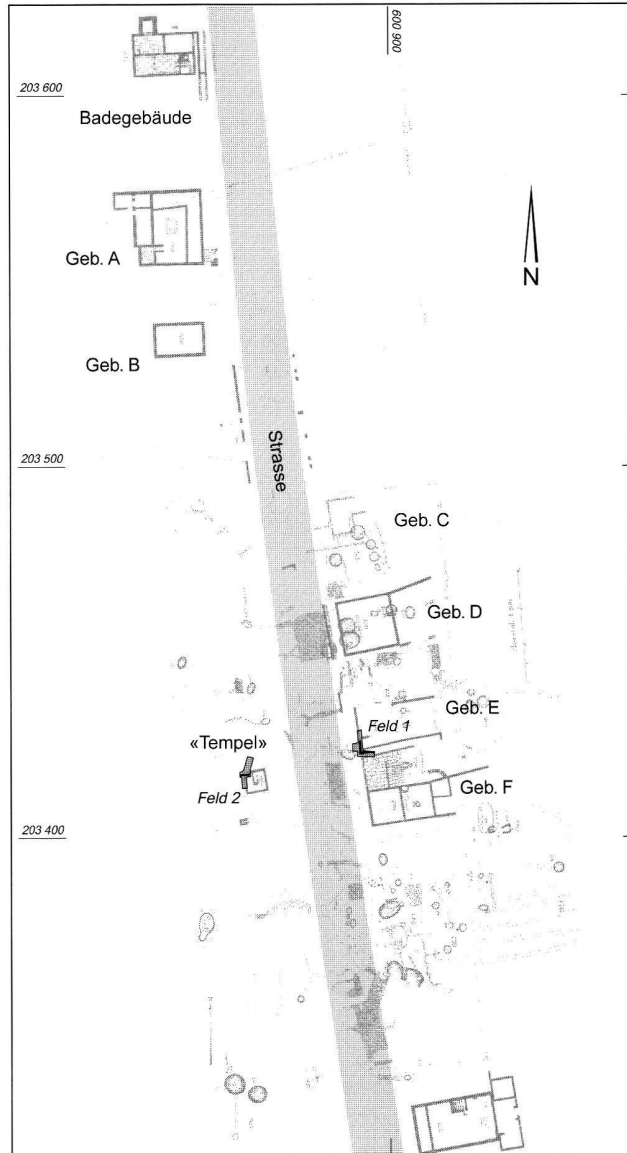 600 600
203 600
Badegebäude
Geb. A
N
Geb. B
203 500
Strasse
Geb. C
Geb. D
Geb. E
Feld 1
«Tempel»
Feld 2
Geb. F
203 400